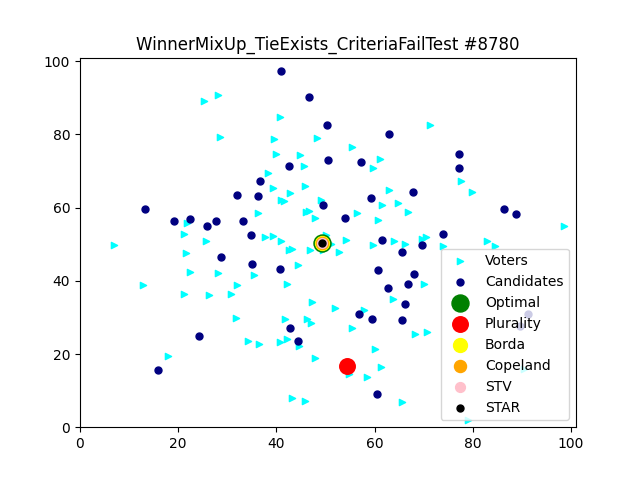 WinnerMixUp_TieExists_CriteriaFailTest #8780
100
80
60
40
20
0
0 20 40 60 80 100
Voters
Candidates
Optimal
Plurality
Borda
Copeland
STV
STAR